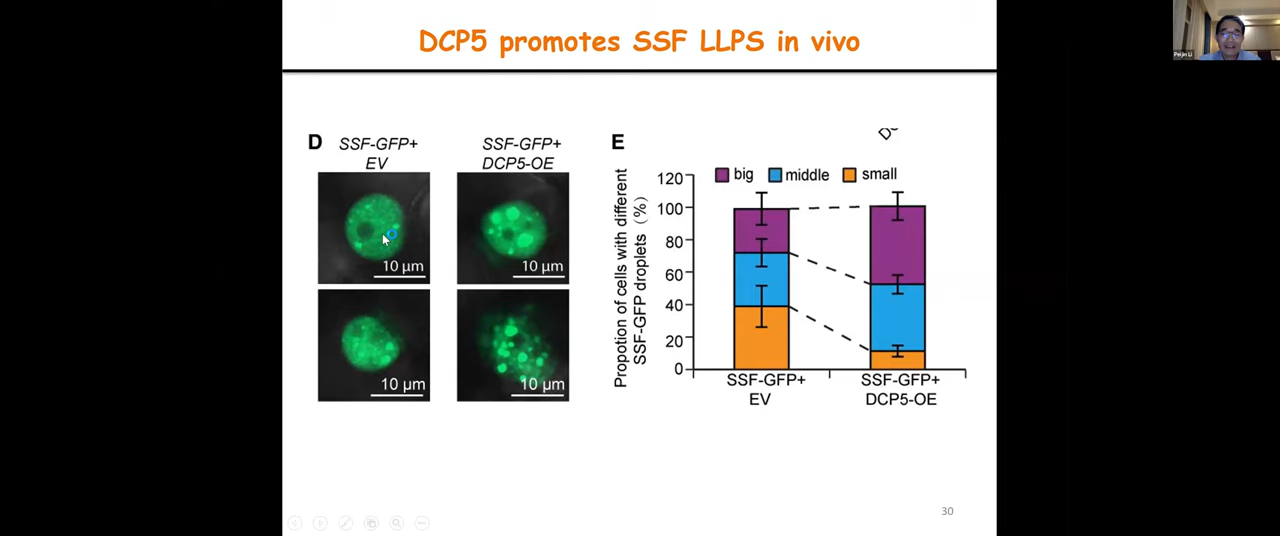 DCP5 promotes SSF LLPS in vivo
Peijin Li
D
SSF-GFP+
EV
SSF-GFP+
DCP5-OE
10 μm
10 μm
10 μm
10 μm
E
big
middle
small
Propotion of cells with different
SSF-GFP droplets (%)
120
100
80
60
40
20
0
SSF-GFP+
EV
SSF-GFP+
DCP5-OE
30